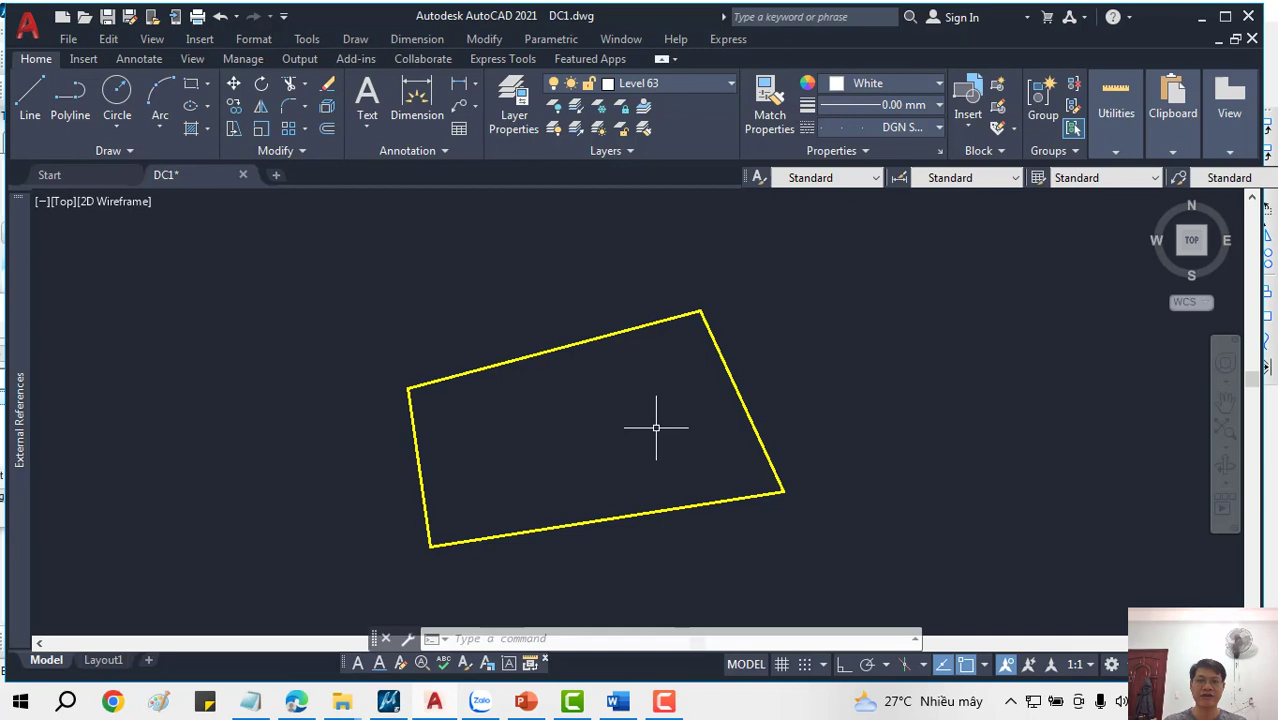 Autodesk AutoCAD 2021 DC1.dwg
Type a keyword or phrase
Sign In
File Edit View Insert Format Tools Draw Dimension Modify Parametric Window Help Express
Home Insert Annotate View Manage Output Add-ins Collaborate Express Tools Featured Apps
Level 63
White
0.00 mm
DGN S...
Line Polyline Circle Arc
Text Dimension
Layer
Properties
Match
Properties
Insert
Group
Utilities
Clipboard
View
Draw Modify Annotation Layers Properties Block Groups
Start DC1*
Standard Standard Standard Standard
[−][Top][2D Wireframe]
N
W TOP E
S
WCS
External References
Type a command
Model Layout1
MODEL 1:1
27°C Nhiều mây